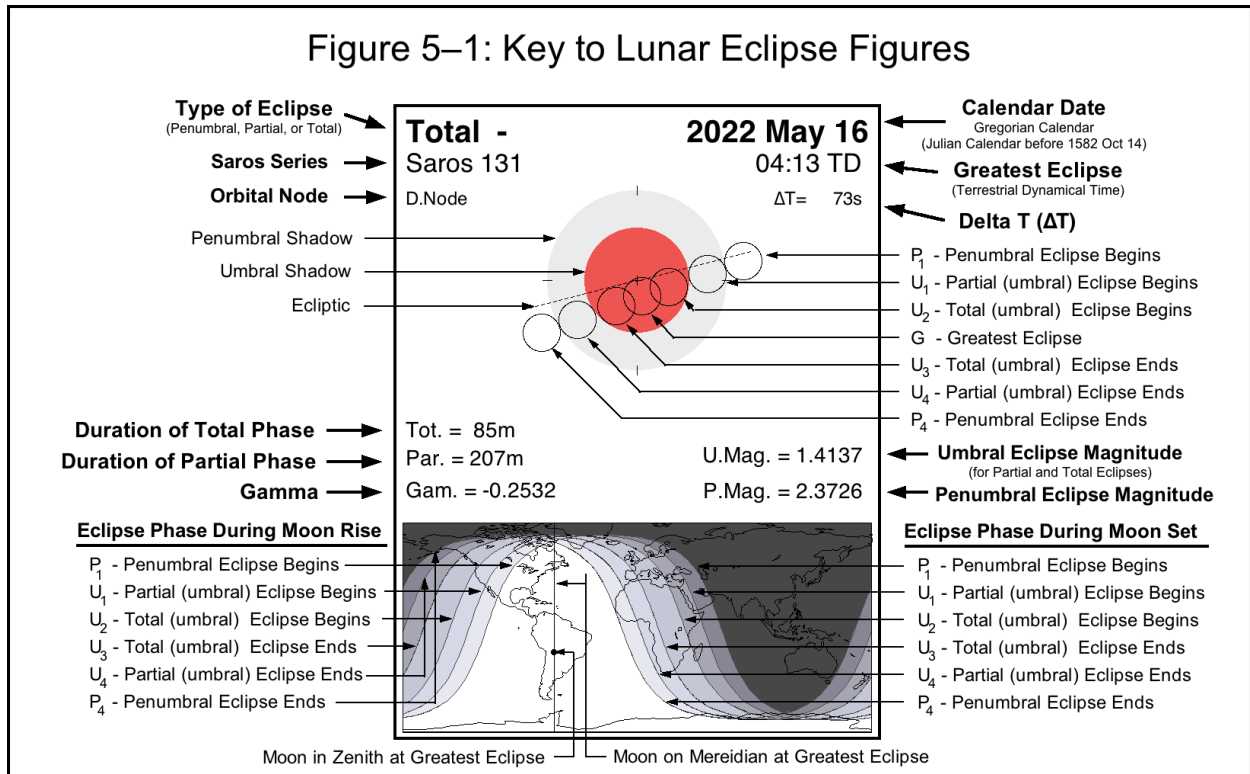 Figure 5–1: Key to Lunar Eclipse Figures
Type of Eclipse
(Penumbral, Partial, or Total)
Saros Series
Orbital Node
Penumbral Shadow
Umbral Shadow
Ecliptic
Total -
2022 May 16
Saros 131
04:13 TD
D.Node
ΔT= 73s
Calendar Date
Gregorian Calendar
(Julian Calendar before 1582 Oct 14)
Greatest Eclipse
(Terrestrial Dynamical Time)
Delta T (ΔT)
P1 - Penumbral Eclipse Begins
U1 - Partial (umbral) Eclipse Begins
U2 - Total (umbral) Eclipse Begins
G - Greatest Eclipse
U3 - Total (umbral) Eclipse Ends
U4 - Partial (umbral) Eclipse Ends
P4 - Penumbral Eclipse Ends
Duration of Total Phase
Duration of Partial Phase
Gamma
Tot. = 85m
Par. = 207m
Gam. = -0.2532
U.Mag. = 1.4137
P.Mag. = 2.3726
Umbral Eclipse Magnitude
(for Partial and Total Eclipses)
Penumbral Eclipse Magnitude
Eclipse Phase During Moon Rise
P1 - Penumbral Eclipse Begins
U1 - Partial (umbral) Eclipse Begins
U2 - Total (umbral) Eclipse Begins
U3 - Total (umbral) Eclipse Ends
U4 - Partial (umbral) Eclipse Ends
P4 - Penumbral Eclipse Ends
Eclipse Phase During Moon Set
P1 - Penumbral Eclipse Begins
U1 - Partial (umbral) Eclipse Begins
U2 - Total (umbral) Eclipse Begins
U3 - Total (umbral) Eclipse Ends
U4 - Partial (umbral) Eclipse Ends
P4 - Penumbral Eclipse Ends
Moon in Zenith at Greatest Eclipse
Moon on Mereidian at Greatest Eclipse